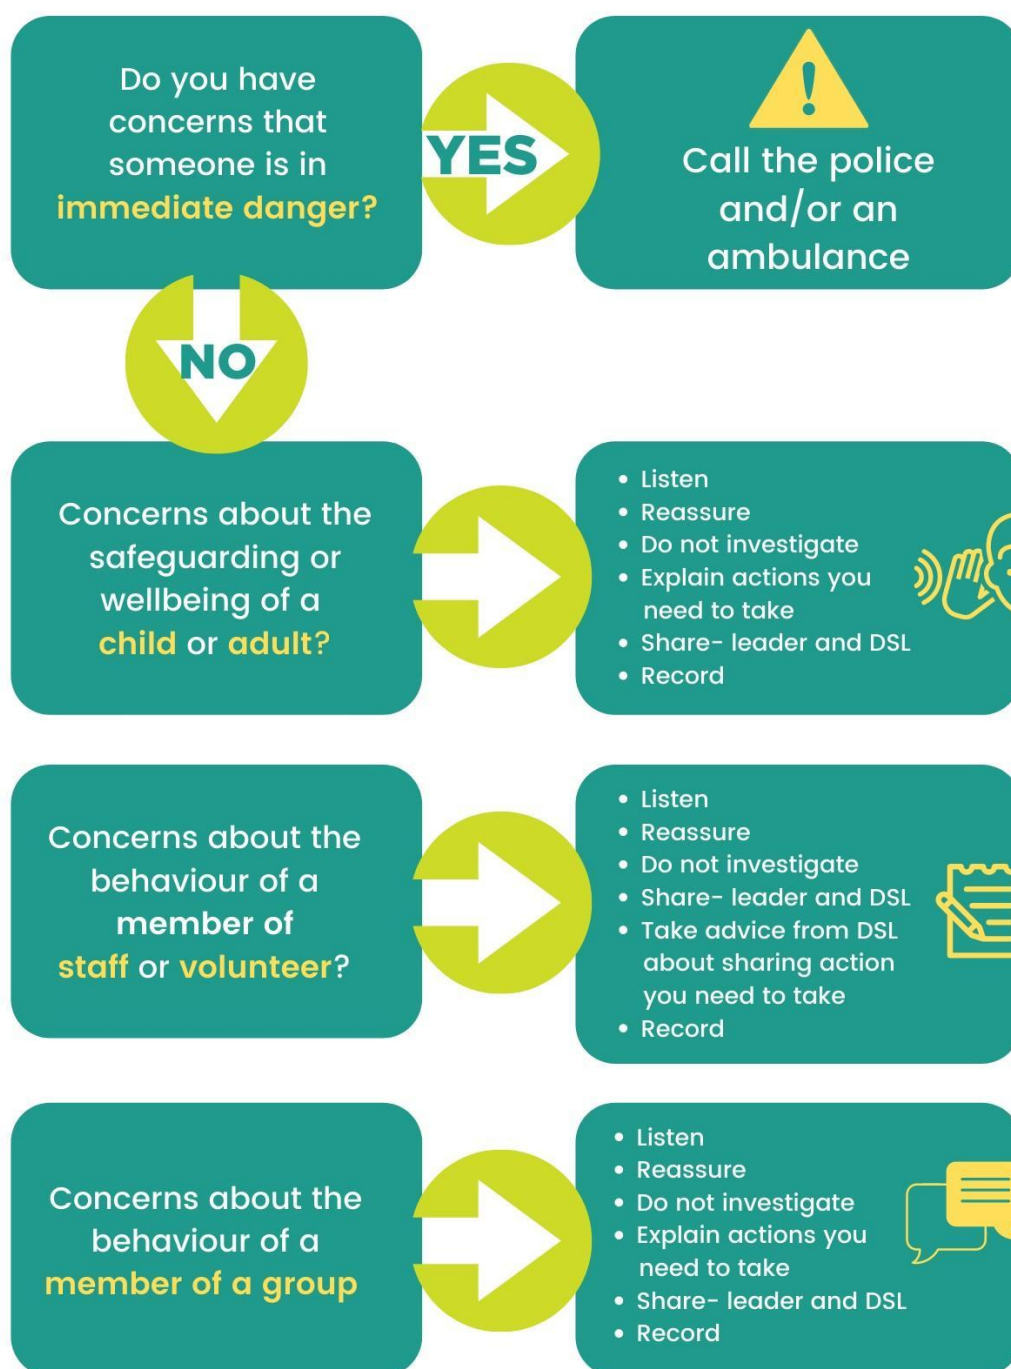 Do you have
concerns that
someone is in
immediate danger?
YES
Call the police
and/or an
ambulance
NO
Concerns about the
safeguarding or
wellbeing of a
child or adult?
• Listen
• Reassure
• Do not investigate
• Explain actions you
need to take
• Share- leader and DSL
• Record
Concerns about the
behaviour of a
member of
staff or volunteer?
• Listen
• Reassure
• Do not investigate
• Share- leader and DSL
• Take advice from DSL
about sharing action
you need to take
• Record
Concerns about the
behaviour of a
member of a group
• Listen
• Reassure
• Do not investigate
• Explain actions you
need to take
• Share- leader and DSL
• Record